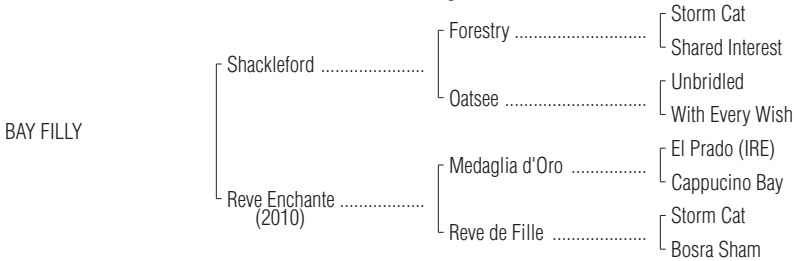 Storm Cat
Forestry ............................
Shared Interest
Shackleford ......................
Unbridled
Oatsee ..............................
With Every Wish
BAY FILLY
El Prado (IRE)
Medaglia d'Oro ................
Cappucino Bay
Reve Enchante ..................
(2010)
Storm Cat
Reve de Fille ....................
Bosra Sham